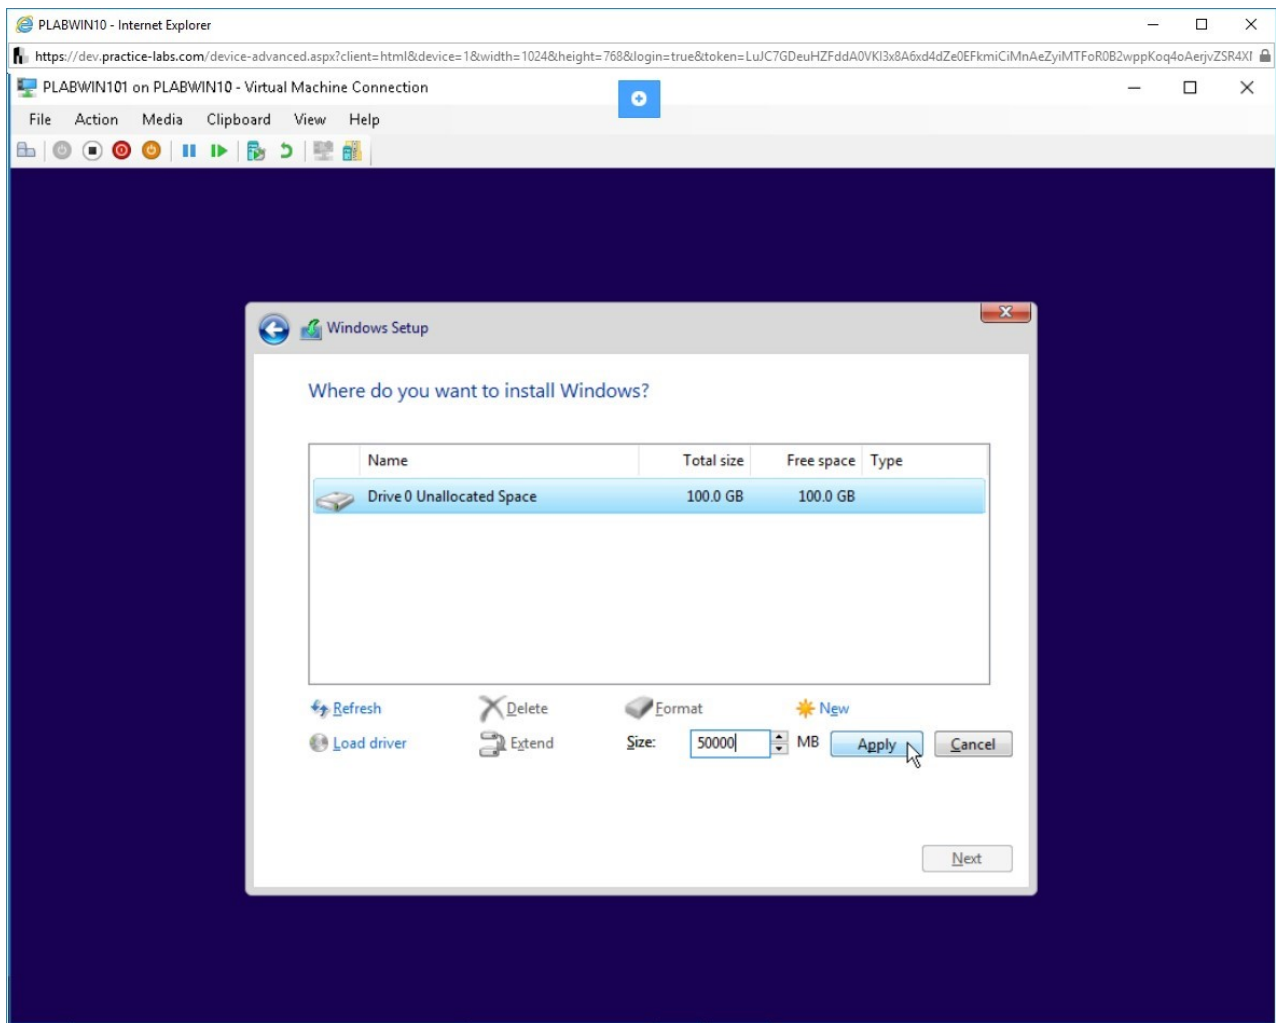 PLABWIN10 - Internet Explorer
https://dev.practice-labs.com/device-advanced.aspx?client=html&device=1&width=1024&height=768&login=true&token=LuJC7GDeuHZFddA0VKl3x8A6xd4dZe0EFkmiCiMnAeZyiMTFoR0B2wppKoq4oAerjvZSR4XI
PLABWIN101 on PLABWIN10 - Virtual Machine Connection
File Action Media Clipboard View Help
Windows Setup
Where do you want to install Windows?
Name Total size Free space Type
Drive 0 Unallocated Space 100.0 GB 100.0 GB
Refresh Delete Format New
Load driver Extend Size: 50000 MB Apply Cancel
Next